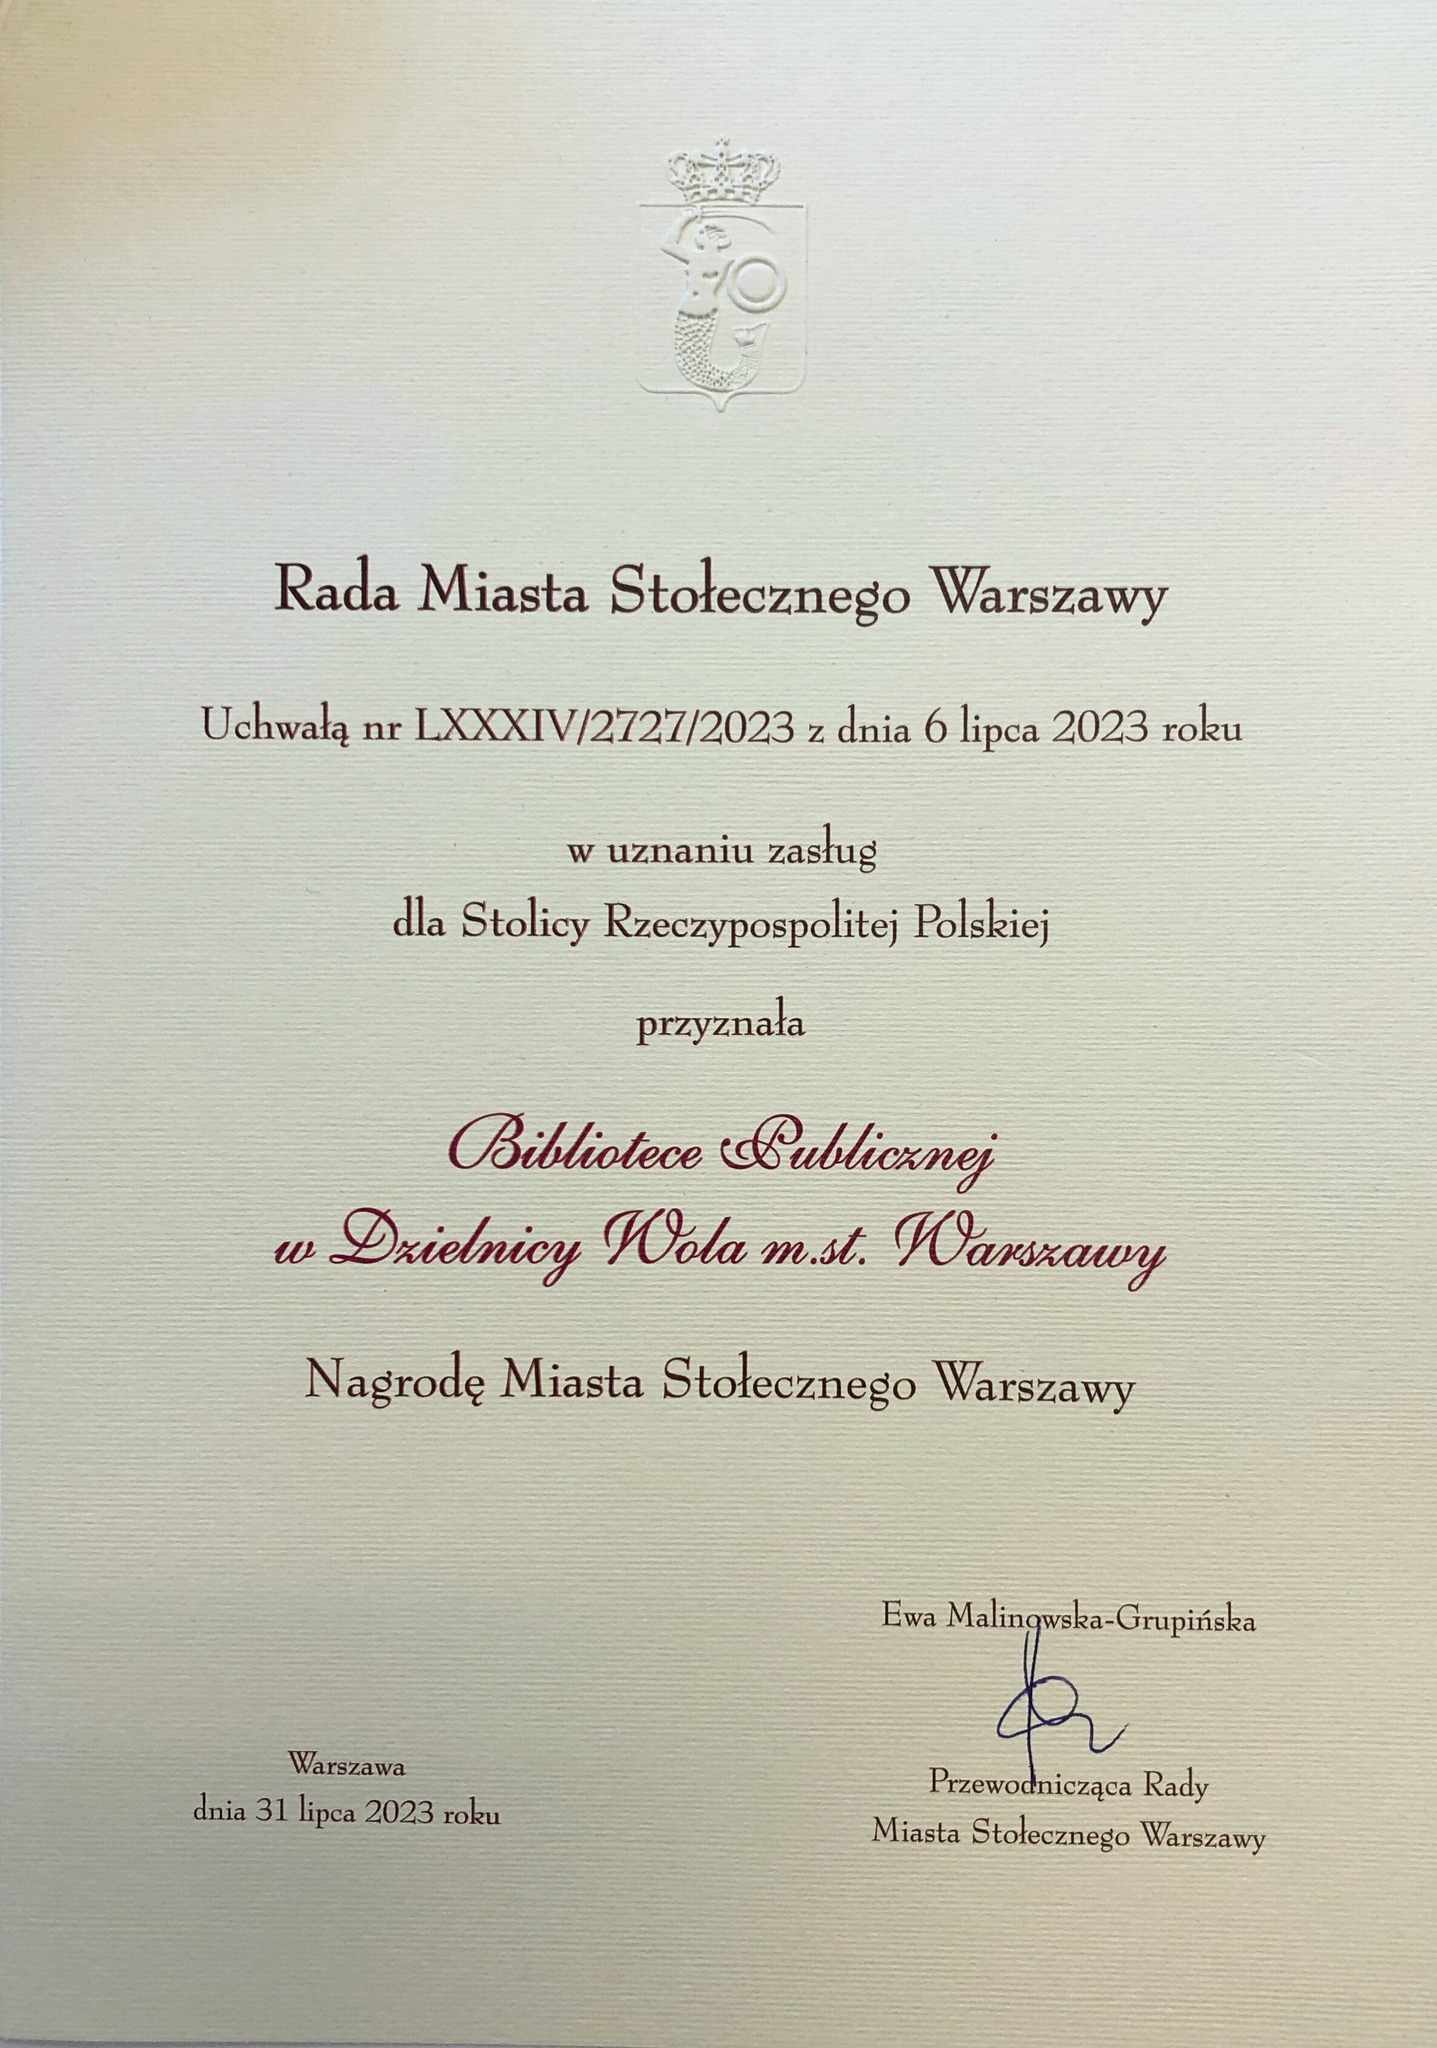 Rada Miasta Stołecznego Warszawy
Uchwałą nr LXXXIV/2727/2023 z dnia 6 lipca 2023 roku
w uznaniu zasług
dla Stolicy Rzeczypospolitej Polskiej
przyznała
Bibliotece Publicznej
w Dzielnicy Wola m.st. Warszawy
Nagrodę Miasta Stołecznego Warszawy
Ewa Malinowska-Grupińska
Przewodnicząca Rady
Miasta Stołecznego Warszawy
Warszawa
dnia 31 lipca 2023 roku